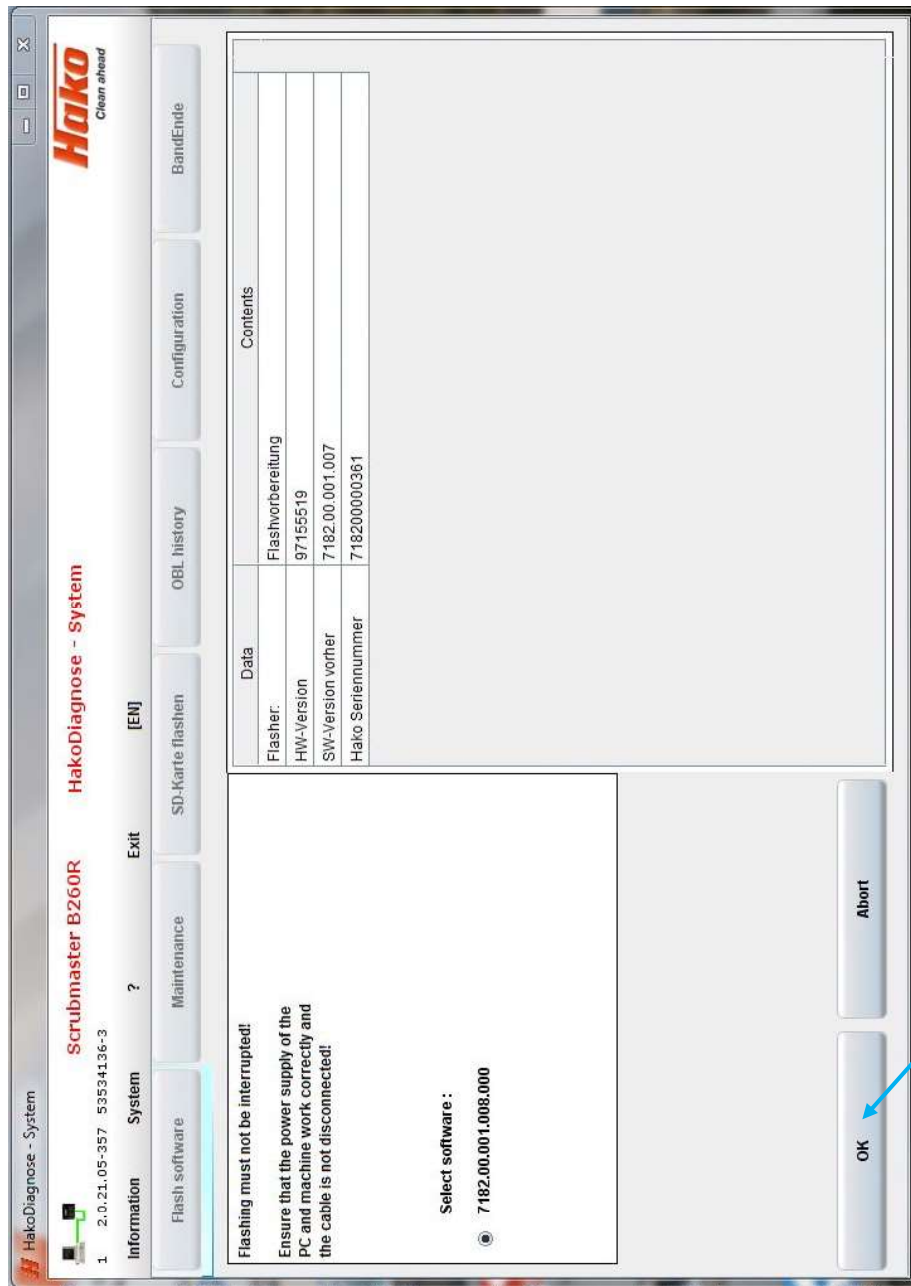 HakoDiagnose - System
Scrubmaster B260R
HakoDiagnose - System
Hako
Clean ahead
1 2.0.21.05-357 53534136-3
Information System ? Exit [EN]
Flash software
Maintenance
SD-Karte flashen
OBL history
Configuration
BandEnde
Flashing must not be interrupted!
Ensure that the power supply of the
PC and machine work correctly and
the cable is not disconnected!
Select software :
7182.00.001.008.000
Data Contents
Flasher: Flashvorbereitung
HW-Version 97155519
SW-Version vorher 7182.00.001.007
Hako Seriennummer 718200000361
OK
Abort